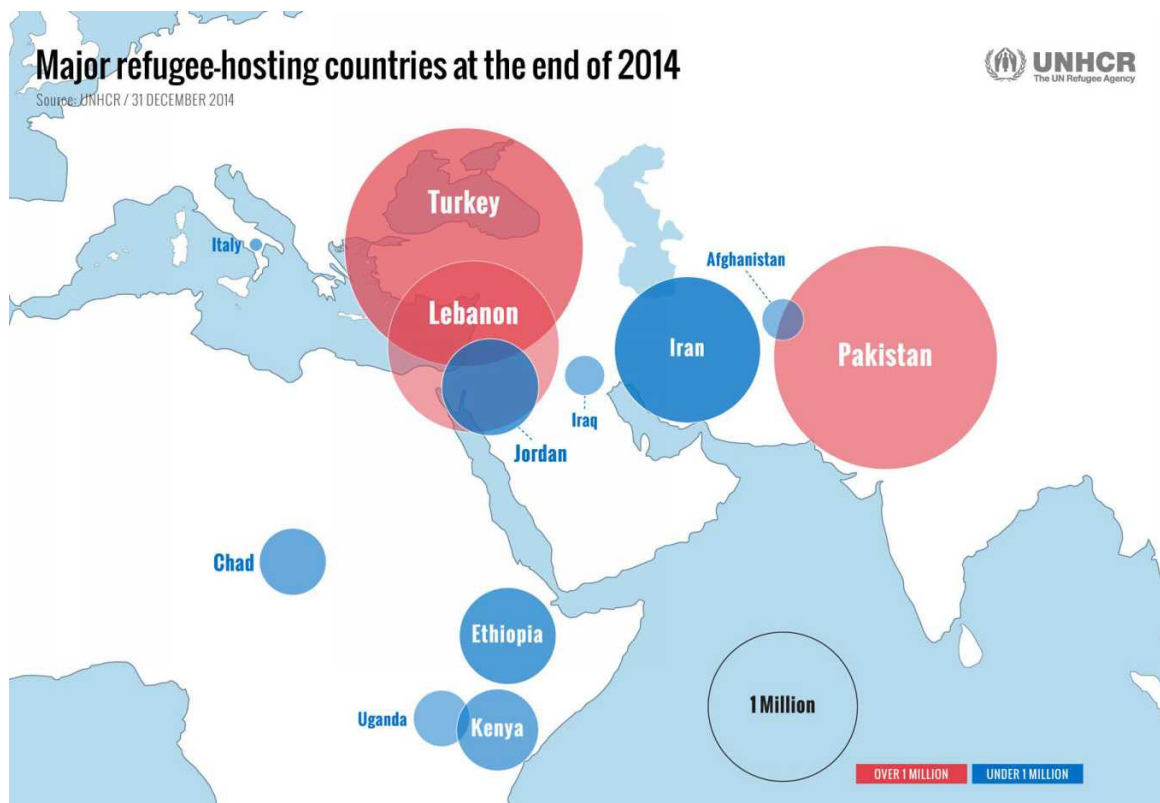 Major refugee-hosting countries at the end of 2014
Source: UNHCR / 31 DECEMBER 2014
UNHCR
The UN Refugee Agency
Turkey
Italy
Afghanistan
Lebanon
Iran
Pakistan
Iraq
Jordan
Chad
Ethiopia
1 Million
Uganda
Kenya
OVER 1 MILLION
UNDER 1 MILLION